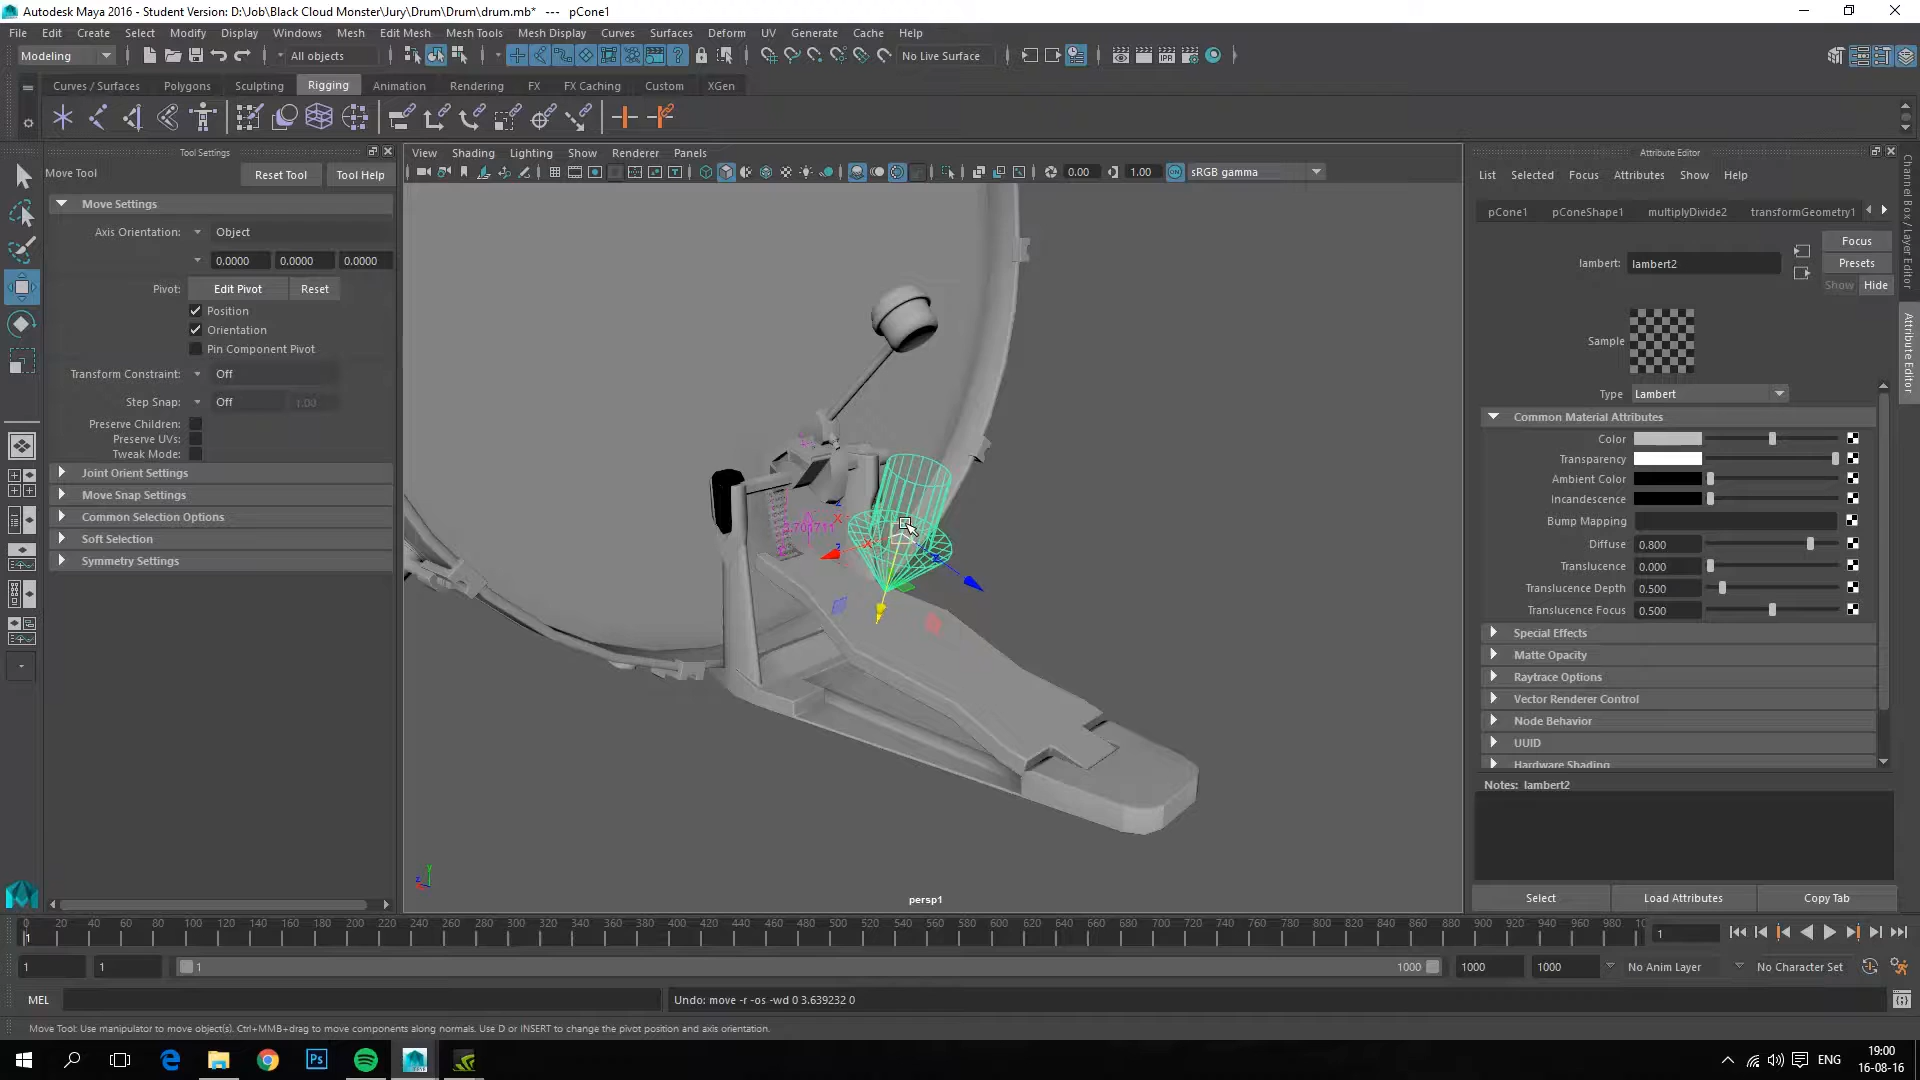 Autodesk Maya 2016 - Student Version: D:\Job\Black Cloud Monster\Jury\Drum\Drum\drum.mb* --- pCone1
File Edit Create Select Modify Display Windows Mesh Edit Mesh Mesh Tools Mesh Display Curves Surfaces Deform UV Generate Cache Help
Modeling All objects No Live Surface
Curves / Surfaces Polygons Sculpting Rigging Animation Rendering FX FX Caching Custom XGen
Tool Settings
Move Tool Reset Tool Tool Help
Move Settings
Axis Orientation: Object
0.0000 0.0000 0.0000
Pivot: Edit Pivot Reset
Position
Orientation
Pin Component Pivot
Transform Constraint: Off
Step Snap: Off 1.00
Preserve Children:
Preserve UVs:
Tweak Mode:
Joint Orient Settings
Move Snap Settings
Common Selection Options
Soft Selection
Symmetry Settings
View Shading Lighting Show Renderer Panels
0.00 1.00 ON sRGB gamma
persp1
Attribute Editor
List Selected Focus Attributes Show Help
pCone1 pConeShape1 multiplyDivide2 transformGeometry1
lambert: lambert2
Focus
Presets
Show Hide
Sample
Type Lambert
Common Material Attributes
Color
Transparency
Ambient Color
Incandescence
Bump Mapping
Diffuse 0.800
Translucence 0.000
Translucence Depth 0.500
Translucence Focus 0.500
Special Effects
Matte Opacity
Raytrace Options
Vector Renderer Control
Node Behavior
UUID
Hardware Shading
Notes: lambert2
Select Load Attributes Copy Tab
Channel Box / Layer Editor
Attribute Editor
0 20 40 60 80 100 120 140 160 180 200 220 240 260 280 300 320 340 360 380 400 420 440 460 480 500 520 540 560 580 600 620 640 660 680 700 720 740 760 780 800 820 840 860 880 900 920 940 960 980
1 1
1 1 1 1000 1000 1000 No Anim Layer No Character Set
MEL Undo: move -r -os -wd 0 3.639232 0
Move Tool: Use manipulator to move object(s). Ctrl+MMB+drag to move components along normals. Use D or INSERT to change the pivot position and axis orientation.
Ps ENG 19:00
16-08-16